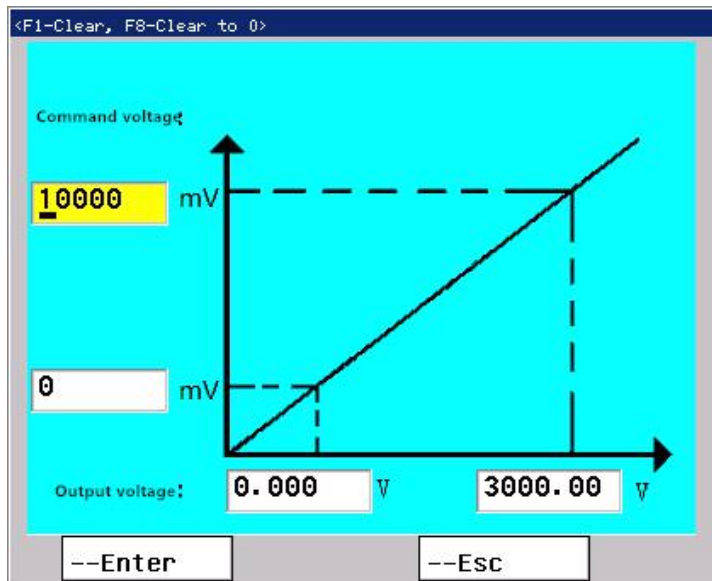 <F1-Clear, F8-Clear to 0>
Command voltage:
10000 mV
0 mV
Output voltage: 0.000 V 3000.00 V
--Enter --Esc